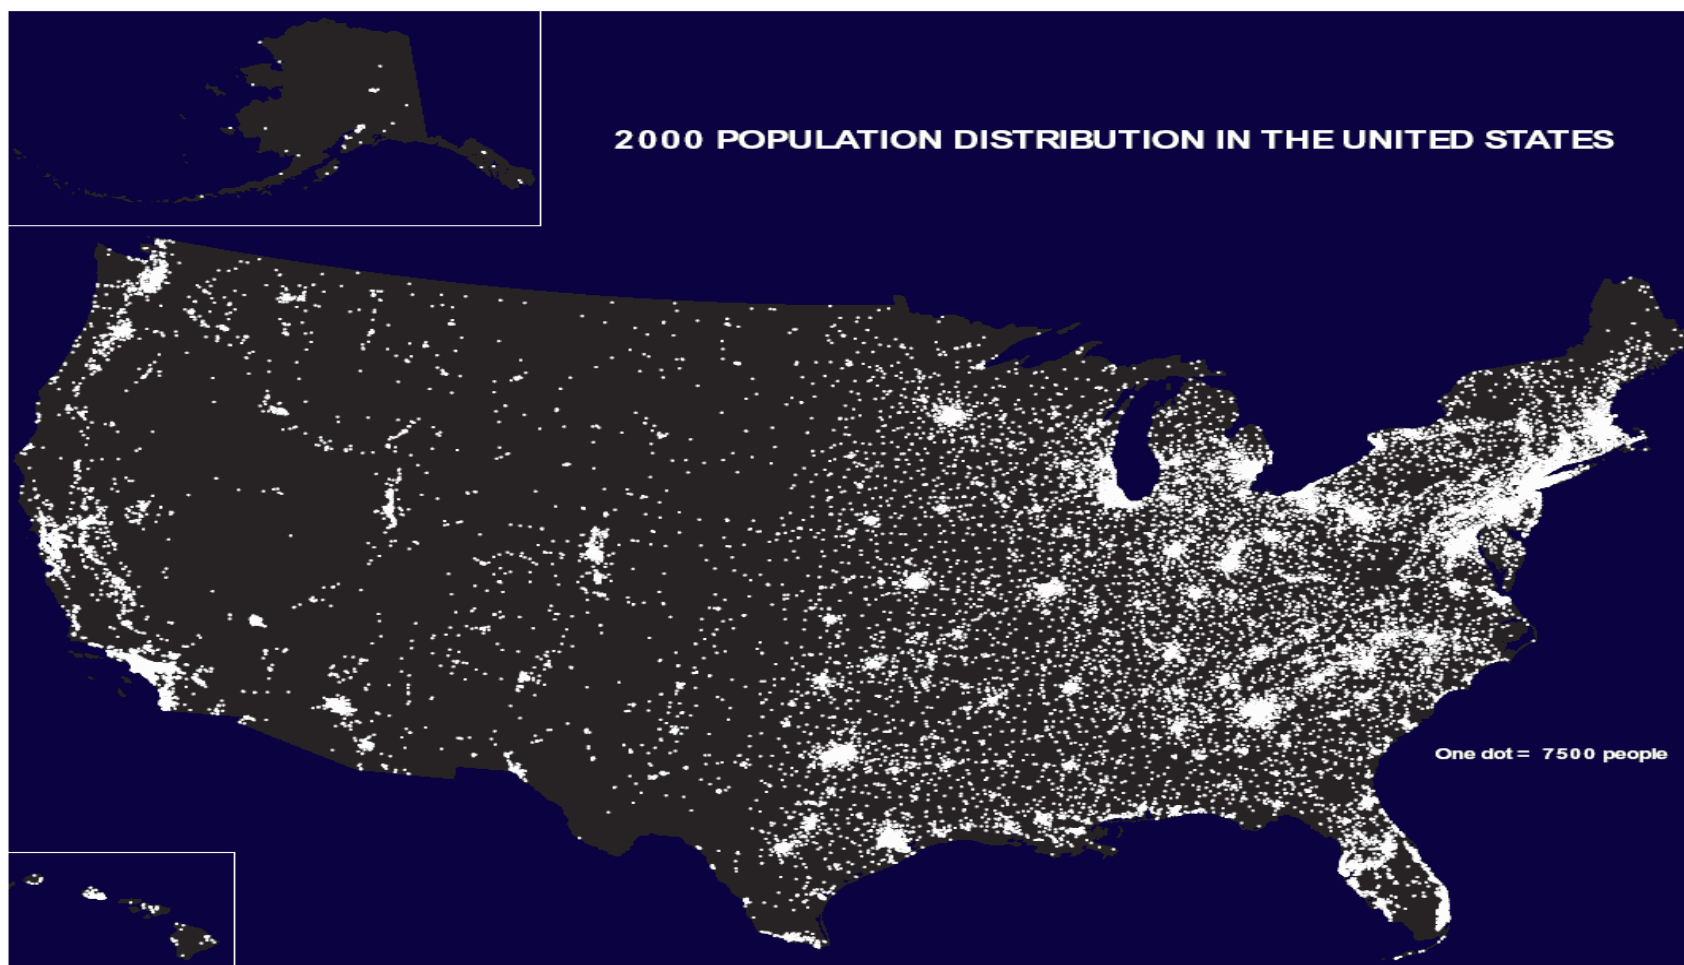 2000 POPULATION DISTRIBUTION IN THE UNITED STATES
One dot = 7500 people